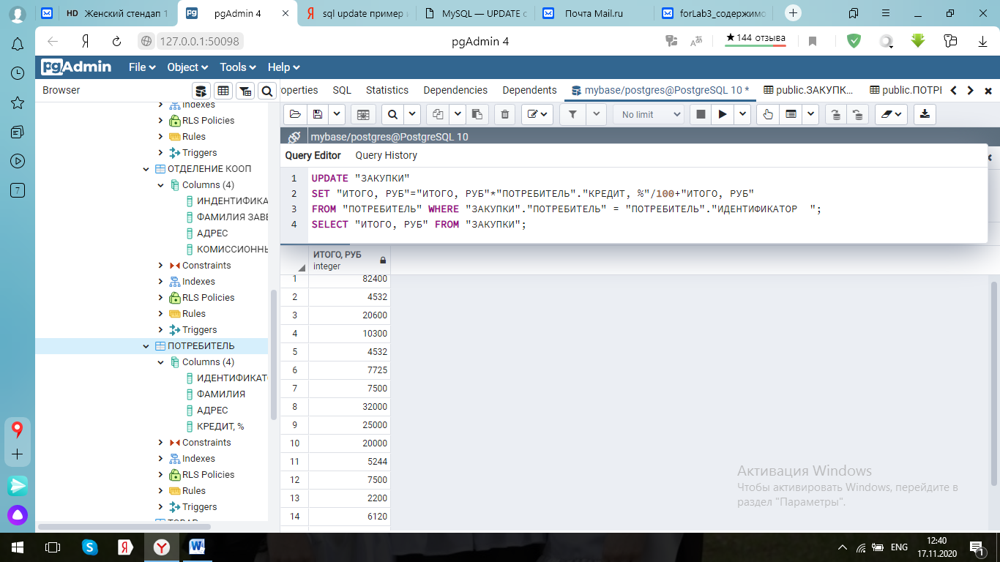 HD Женский стендап 1
pgAdmin 4
sql update пример
MySQL — UPDATE с
Почта Mail.ru
forLab3_содержимо
127.0.0.1:50098
pgAdmin 4
★144 отзыва
pgAdmin
File
Object
Tools
Help
Browser
operties
SQL
Statistics
Dependencies
Dependents
mybase/postgres@PostgreSQL 10 *
public.ЗАКУПК...
public.ПОТРІ
No limit
mybase/postgres@PostgreSQL 10
Query Editor
Query History
1 UPDATE "ЗАКУПКИ"
2 SET "ИТОГО, РУБ"="ИТОГО, РУБ"*"ПОТРЕБИТЕЛЬ"."КРЕДИТ, %"/100+"ИТОГО, РУБ"
3 FROM "ПОТРЕБИТЕЛЬ" WHERE "ЗАКУПКИ"."ПОТРЕБИТЕЛЬ" = "ПОТРЕБИТЕЛЬ"."ИДЕНТИФИКАТОР  ";
4 SELECT "ИТОГО, РУБ" FROM "ЗАКУПКИ";
ИТОГО, РУБ
integer
1 82400
2 4532
3 20600
4 10300
5 4532
6 7725
7 7500
8 32000
9 25000
10 20000
11 5244
12 7500
13 2200
14 6120
Indexes
RLS Policies
Rules
Triggers
ОТДЕЛЕНИЕ КООП
Columns (4)
ИНДЕНТИФИКА
ФАМИЛИЯ ЗАВЕ
АДРЕС
КОМИССИОННЫ
Constraints
Indexes
RLS Policies
Rules
Triggers
ПОТРЕБИТЕЛЬ
Columns (4)
ИДЕНТИФИКАТ
ФАМИЛИЯ
АДРЕС
КРЕДИТ, %
Constraints
Indexes
RLS Policies
Rules
Triggers
7
Активация Windows
Чтобы активировать Windows, перейдите в
раздел "Параметры".
ENG
12:40
17.11.2020
1